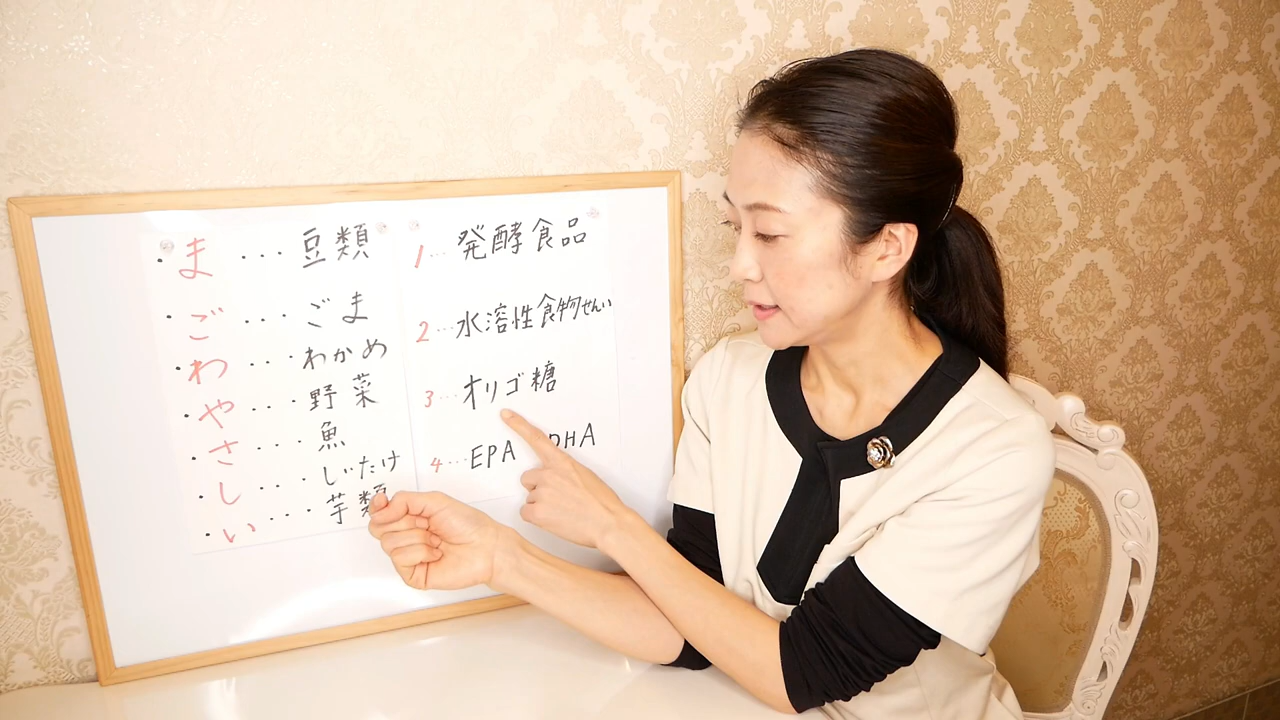 ・ま・・・豆類
・ご・・・ごま
・わ・・・わかめ
・や・・・野菜
・さ・・・魚
・し・・・しいたけ
・い・・・芋類
1…発酵食品
2…水溶性食物せんい
3…オリゴ糖
4…EPA DHA